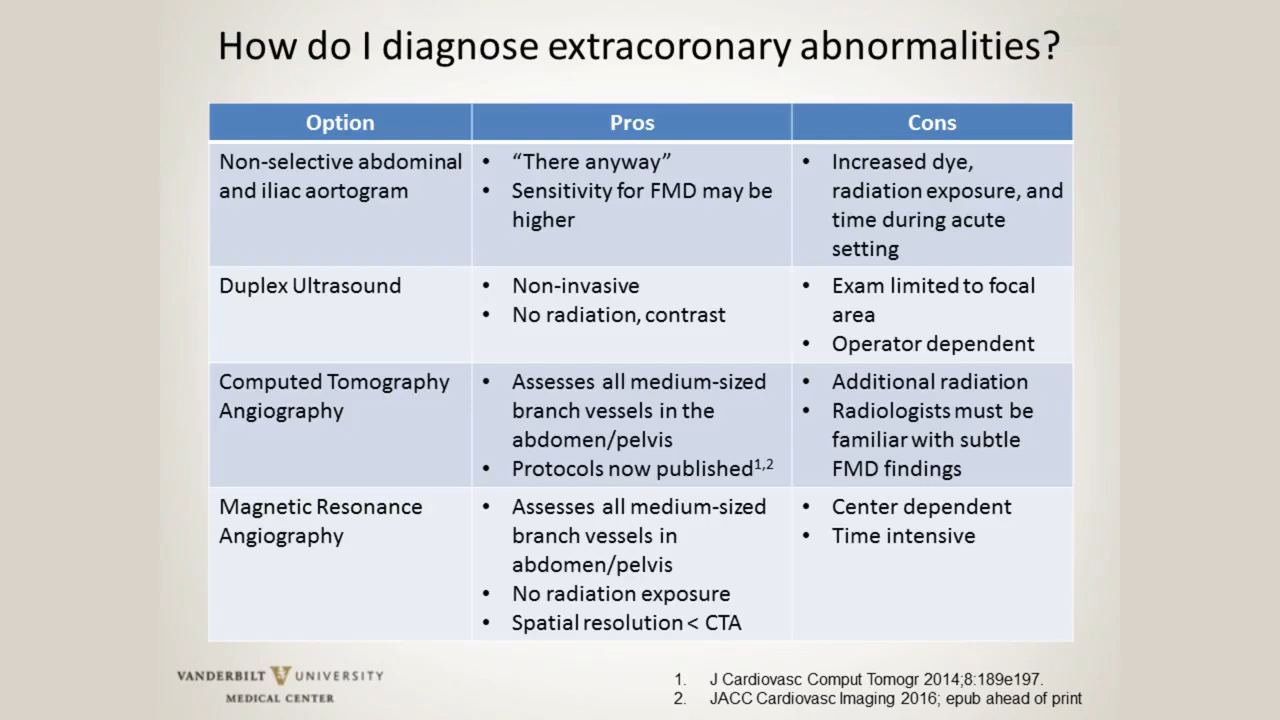 How do I diagnose extracoronary abnormalities?
Option
Pros
Cons
Non-selective abdominal
and iliac aortogram
• “There anyway”
• Sensitivity for FMD may be
higher
• Increased dye,
radiation exposure, and
time during acute
setting
Duplex Ultrasound
• Non-invasive
• No radiation, contrast
• Exam limited to focal
area
• Operator dependent
Computed Tomography
Angiography
• Assesses all medium-sized
branch vessels in the
abdomen/pelvis
• Protocols now published1,2
• Additional radiation
• Radiologists must be
familiar with subtle
FMD findings
Magnetic Resonance
Angiography
• Assesses all medium-sized
branch vessels in
abdomen/pelvis
• No radiation exposure
• Spatial resolution < CTA
• Center dependent
• Time intensive
VANDERBILT V UNIVERSITY
MEDICAL CENTER
1. J Cardiovasc Comput Tomogr 2014;8:189e197.
2. JACC Cardiovasc Imaging 2016; epub ahead of print